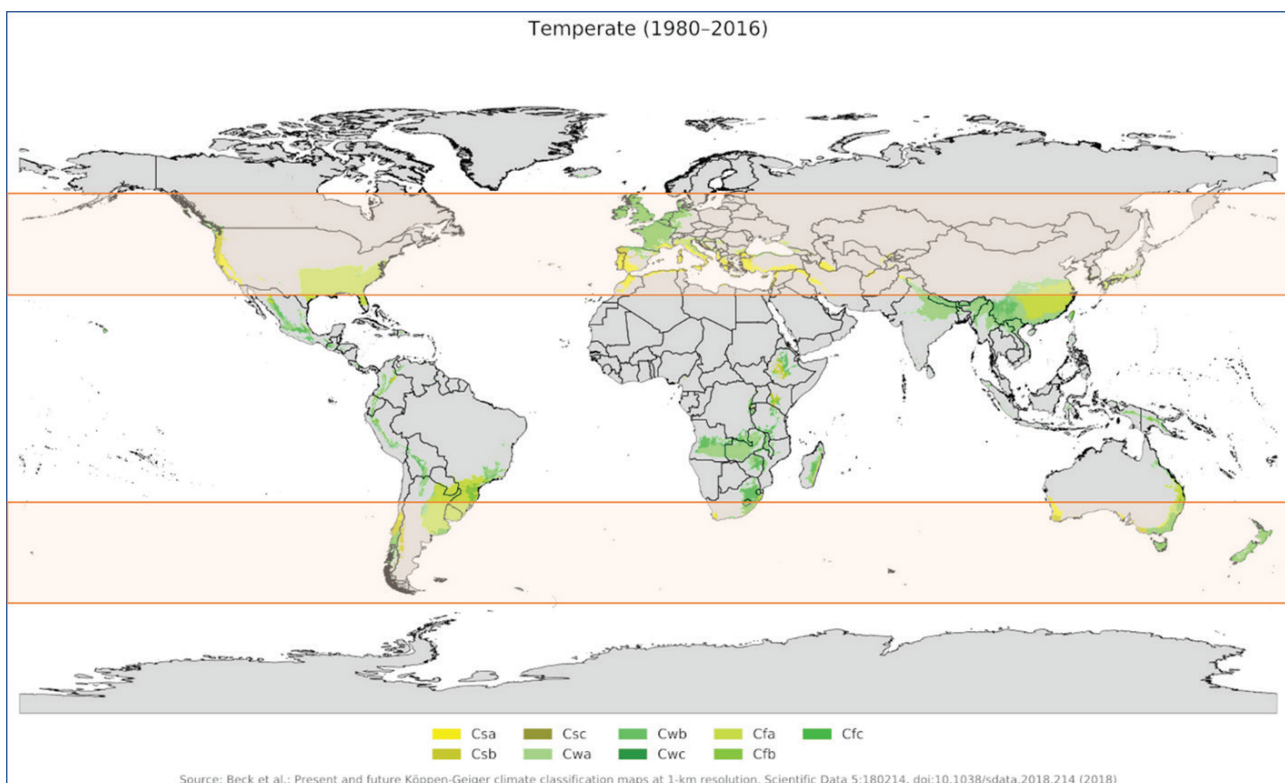 Temperate (1980–2016)
Csa Csc Cwb Cfa Cfc
Csb Cwa Cwc Cfb
Source: Beck et al.: Present and future Köppen-Geiger climate classification maps at 1-km resolution, Scientific Data 5:180214, doi:10.1038/sdata.2018.214 (2018)